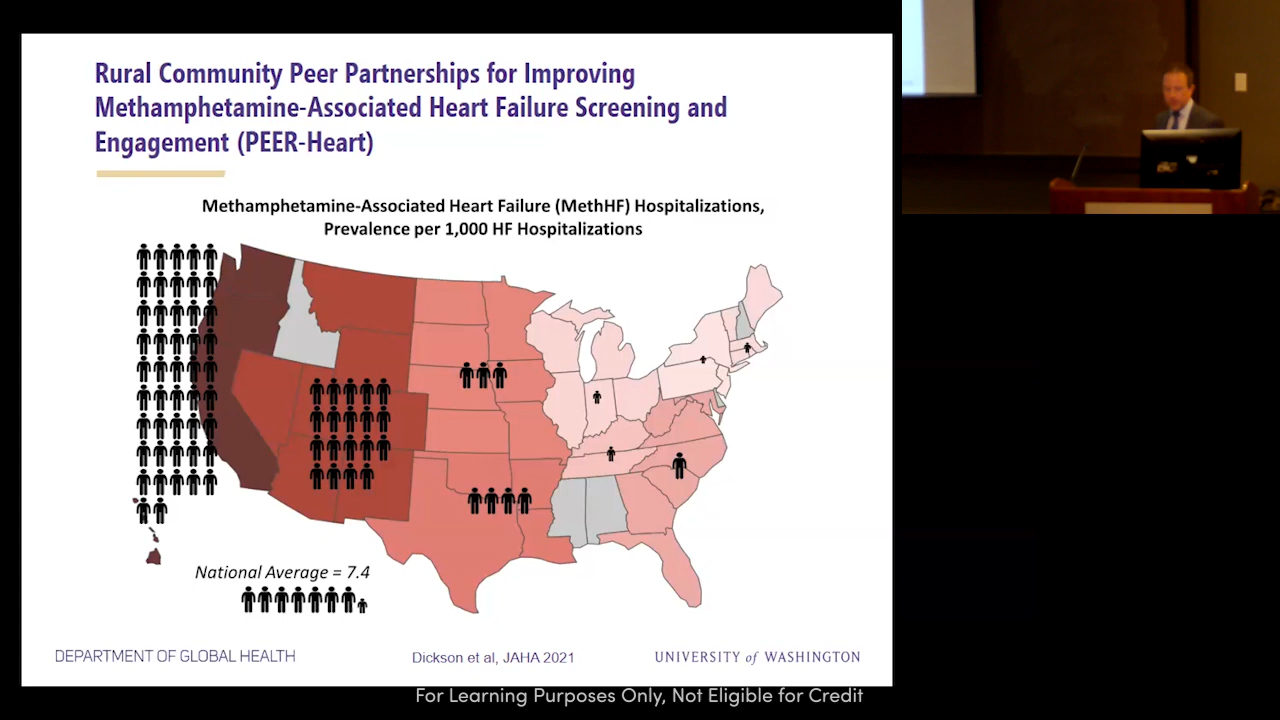 Rural Community Peer Partnerships for Improving
Methamphetamine-Associated Heart Failure Screening and
Engagement (PEER-Heart)
Methamphetamine-Associated Heart Failure (MethHF) Hospitalizations,
Prevalence per 1,000 HF Hospitalizations
National Average = 7.4
DEPARTMENT OF GLOBAL HEALTH
Dickson et al, JAHA 2021
UNIVERSITY of WASHINGTON
For Learning Purposes Only, Not Eligible for Credit